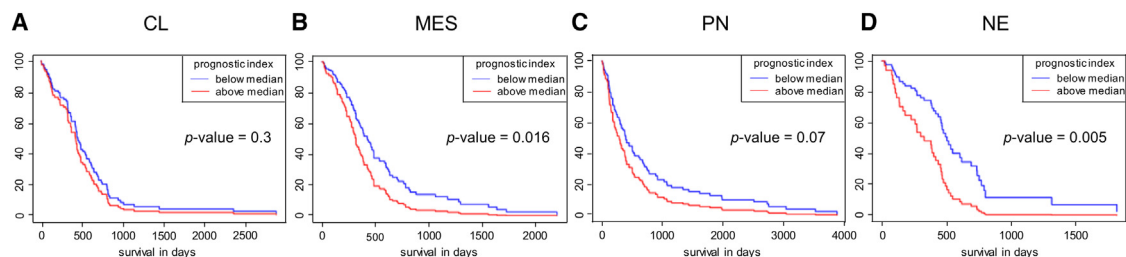 A CL
prognostic index
below median
above median
p-value = 0.3
100
80
60
40
20
0
0 500 1000 1500 2000 2500
survival in days
B MES
prognostic index
below median
above median
p-value = 0.016
100
80
60
40
20
0
0 500 1000 1500 2000
survival in days
C PN
prognostic index
below median
above median
p-value = 0.07
100
80
60
40
20
0
0 1000 2000 3000 4000
survival in days
D NE
prognostic index
below median
above median
p-value = 0.005
100
80
60
40
20
0
0 500 1000 1500
survival in days